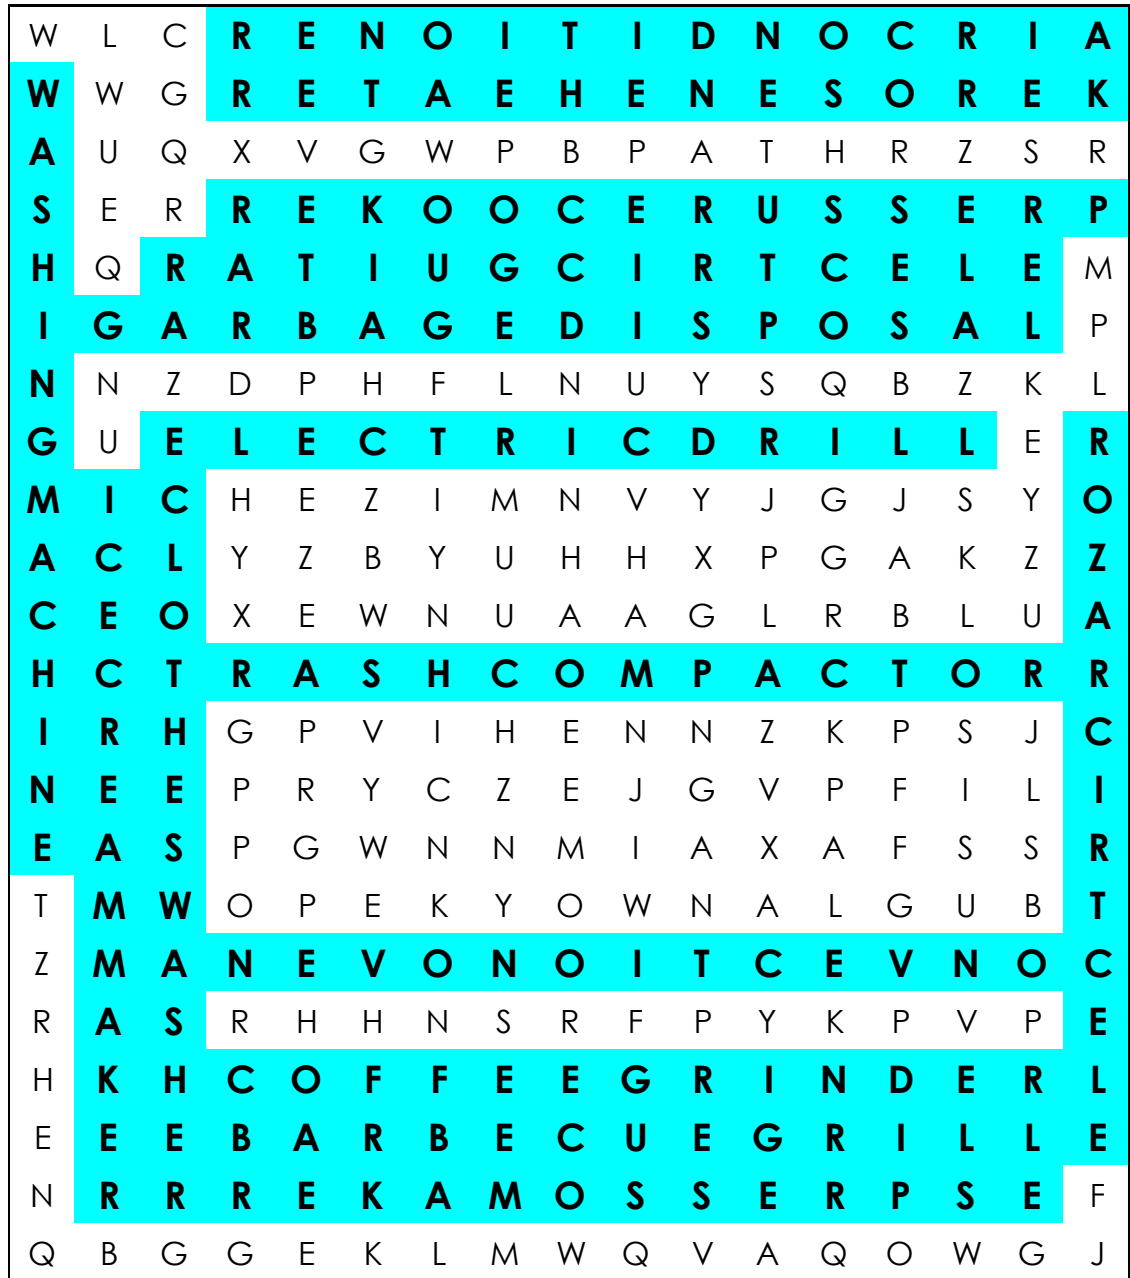 W L C R E N O I T I D N O C R I A
W W G R E T A E H E N E S O R E K
A U Q X V G W P B P A T H R Z S R
S E R R E K O O C E R U S S E R P
H Q R A T I U G C I R T C E L E M
I G A R B A G E D I S P O S A L P
N N Z D P H F L N U Y S Q B Z K L
G U E L E C T R I C D R I L L E R
M I C H E Z I M N V Y J G J S Y O
A C L Y Z B Y U H H X P G A K Z Z
C E O X E W N U A A G L R B L U A
H C T R A S H C O M P A C T O R R
I R H G P V I H E N N Z K P S J C
N E E P R Y C Z E J G V P F I L I
E A S P G W N N M I A X A F S S R
T M W O P E K Y O W N A L G U B T
Z M A N E V O N O I T C E V N O C
R A S R H H N S R F P Y K P V P E
H K H C O F F E E G R I N D E R L
E E E B A R B E C U E G R I L L E
N R R R E K A M O S S E R P S E F
Q B G G E K L M W Q V A Q O W G J